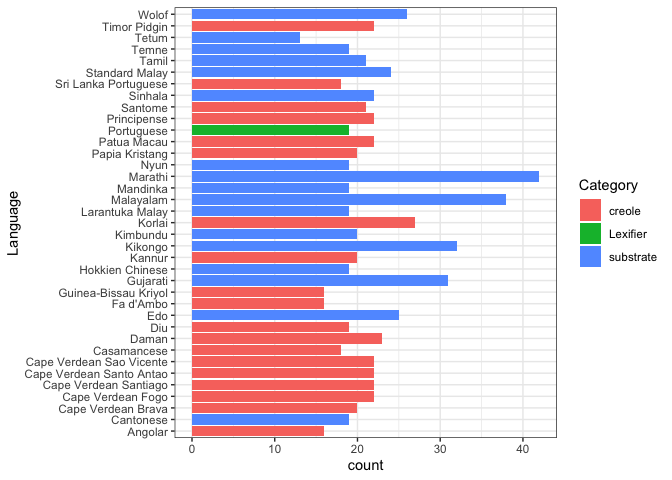 Wolof
Timor Pidgin
Tetum
Temne
Tamil
Standard Malay
Sri Lanka Portuguese
Sinhala
Santome
Principense
Portuguese
Patua Macau
Papia Kristang
Nyun
Marathi
Mandinka
Malayalam
Larantuka Malay
Korlai
Kimbundu
Kikongo
Kannur
Hokkien Chinese
Gujarati
Guinea-Bissau Kriyol
Fa d'Ambo
Edo
Diu
Daman
Casamancese
Cape Verdean Sao Vicente
Cape Verdean Santo Antao
Cape Verdean Santiago
Cape Verdean Fogo
Cape Verdean Brava
Cantonese
Angolar
Language
0 10 20 30 40
count
Category
creole
Lexifier
substrate